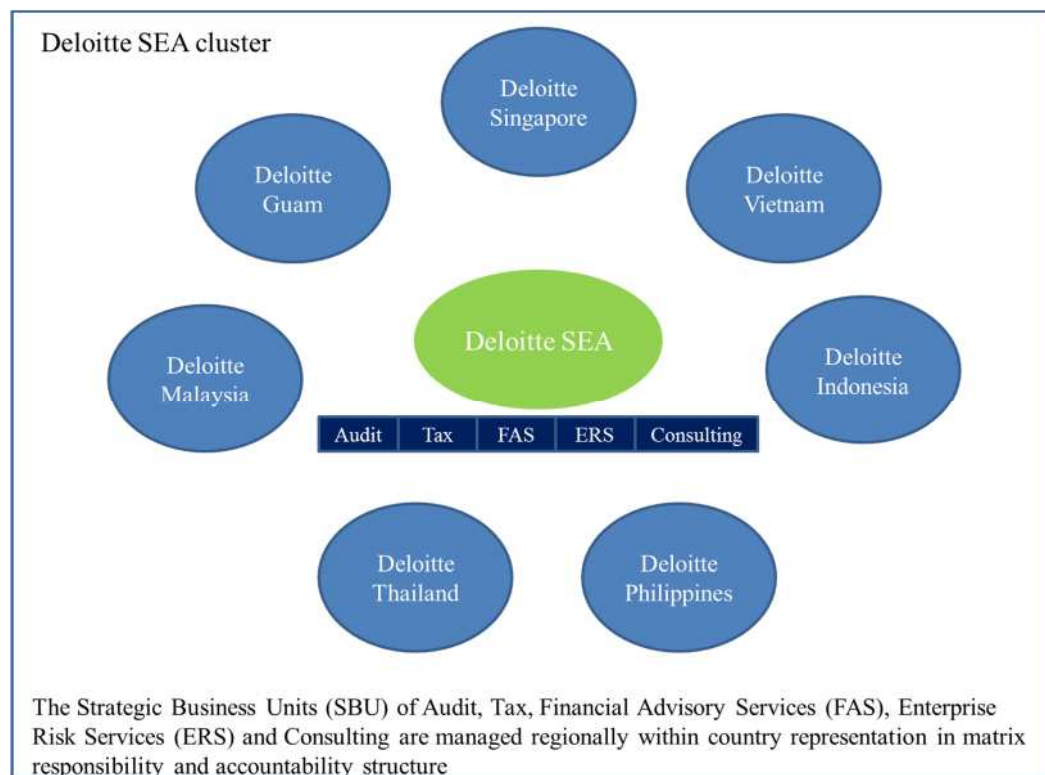 Deloitte SEA cluster
Deloitte
Singapore
Deloitte
Guam
Deloitte
Vietnam
Deloitte SEA
Deloitte
Malaysia
Deloitte
Indonesia
Audit Tax FAS ERS Consulting
Deloitte
Thailand
Deloitte
Philippines
The Strategic Business Units (SBU) of Audit, Tax, Financial Advisory Services (FAS), Enterprise
Risk Services (ERS) and Consulting are managed regionally within country representation in matrix
responsibility and accountability structure